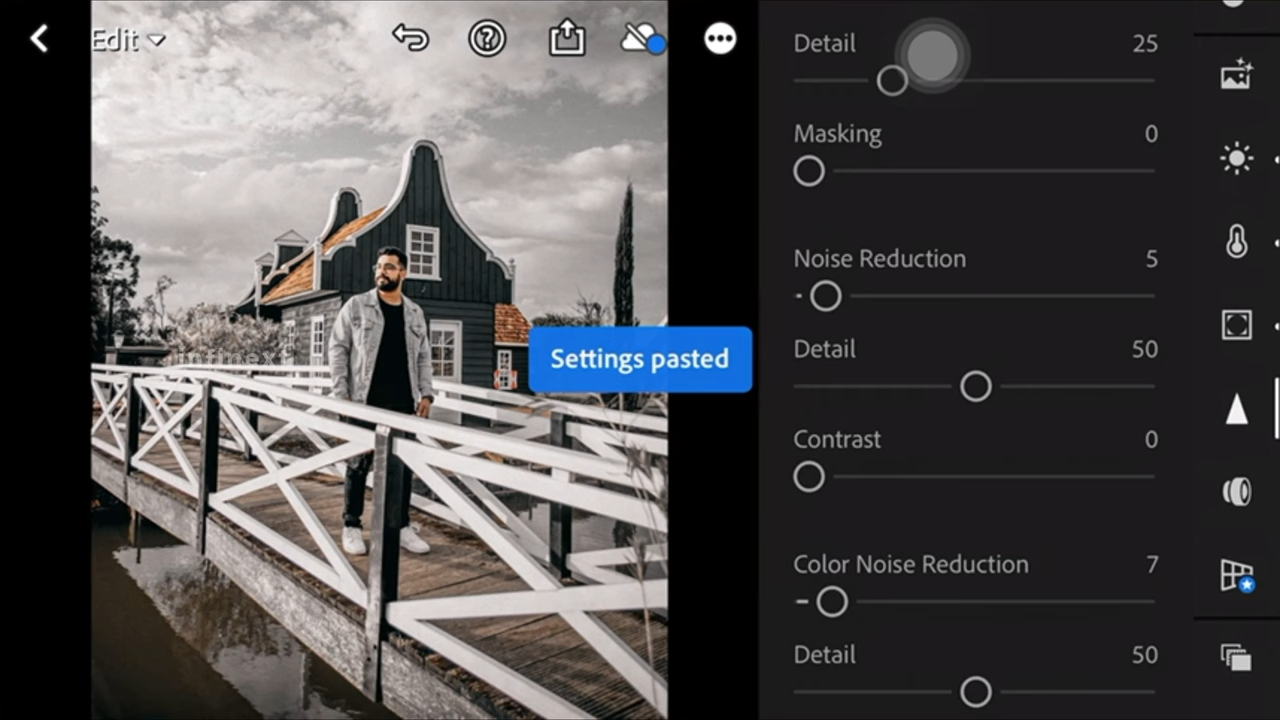 Edit
Detail 25
Masking 0
Noise Reduction 5
Settings pasted
Detail 50
Contrast 0
Color Noise Reduction 7
Detail 50